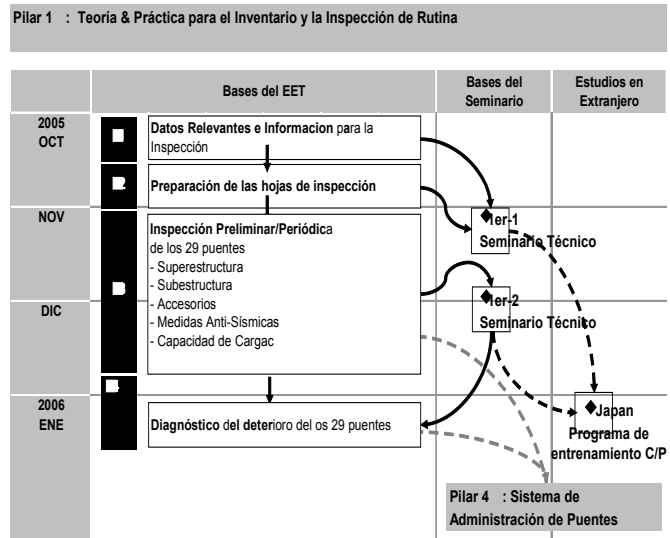 Pilar 1 : Teoría & Práctica para el Inventario y la Inspección de Rutina
Bases del EET
Bases del
Seminario
Estudios en
Extranjero
2005
OCT
Datos Relevantes e Informacion para la
Inspección
Preparación de las hojas de inspección
NOV
Inspección Preliminar/Periódica
de los 29 puentes
- Superestructura
- Subestructura
- Accesorios
- Medidas Anti-Sísmicas
- Capacidad de Cargac
1er-1
Seminario Técnico
1er-2
Seminario Técnico
DIC
2006
ENE
Diagnóstico del deterioro del os 29 puentes
Japan
Programa de
entrenamiento C/P
Pilar 4 : Sistema de
Administración de Puentes